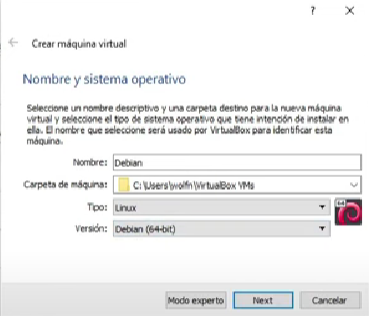 ?
Crear máquina virtual
Nombre y sistema operativo
Seleccione un nombre descriptivo y una carpeta destino para la nueva máquina
virtual y seleccione el tipo de sistema operativo que tiene intención de instalar en
ella. El nombre que seleccione será usado por VirtualBox para identificar esta
máquina.
Nombre: Debian
Carpeta de máquina: C:\Users\wolfn\VirtualBox VMs
Tipo: Linux
64
Versión: Debian (64-bit)
Modo experto Next Cancelar